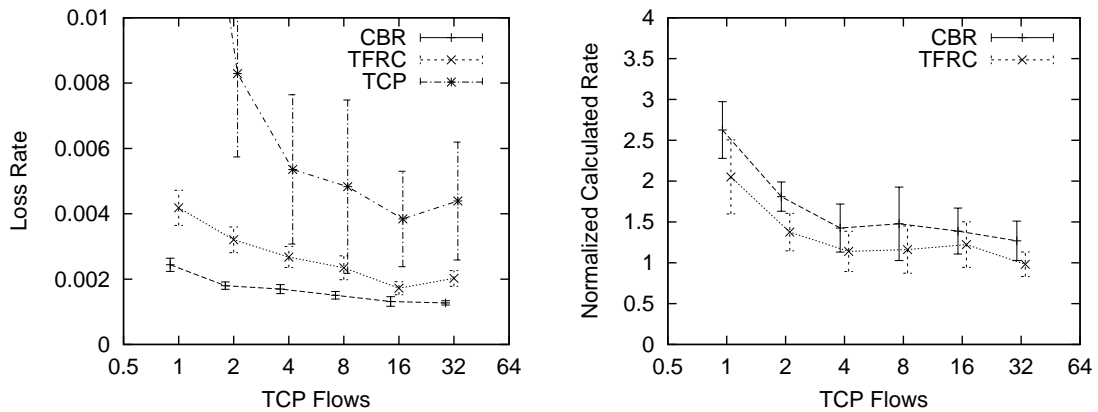 0.01
0.008
0.006
0.004
0.002
0
Loss Rate
CBR
TFRC
TCP
0.5 1 2 4 8 16 32 64
TCP Flows
4
3.5
3
2.5
2
1.5
1
0.5
0
Normalized Calculated Rate
CBR
TFRC
0.5 1 2 4 8 16 32 64
TCP Flows